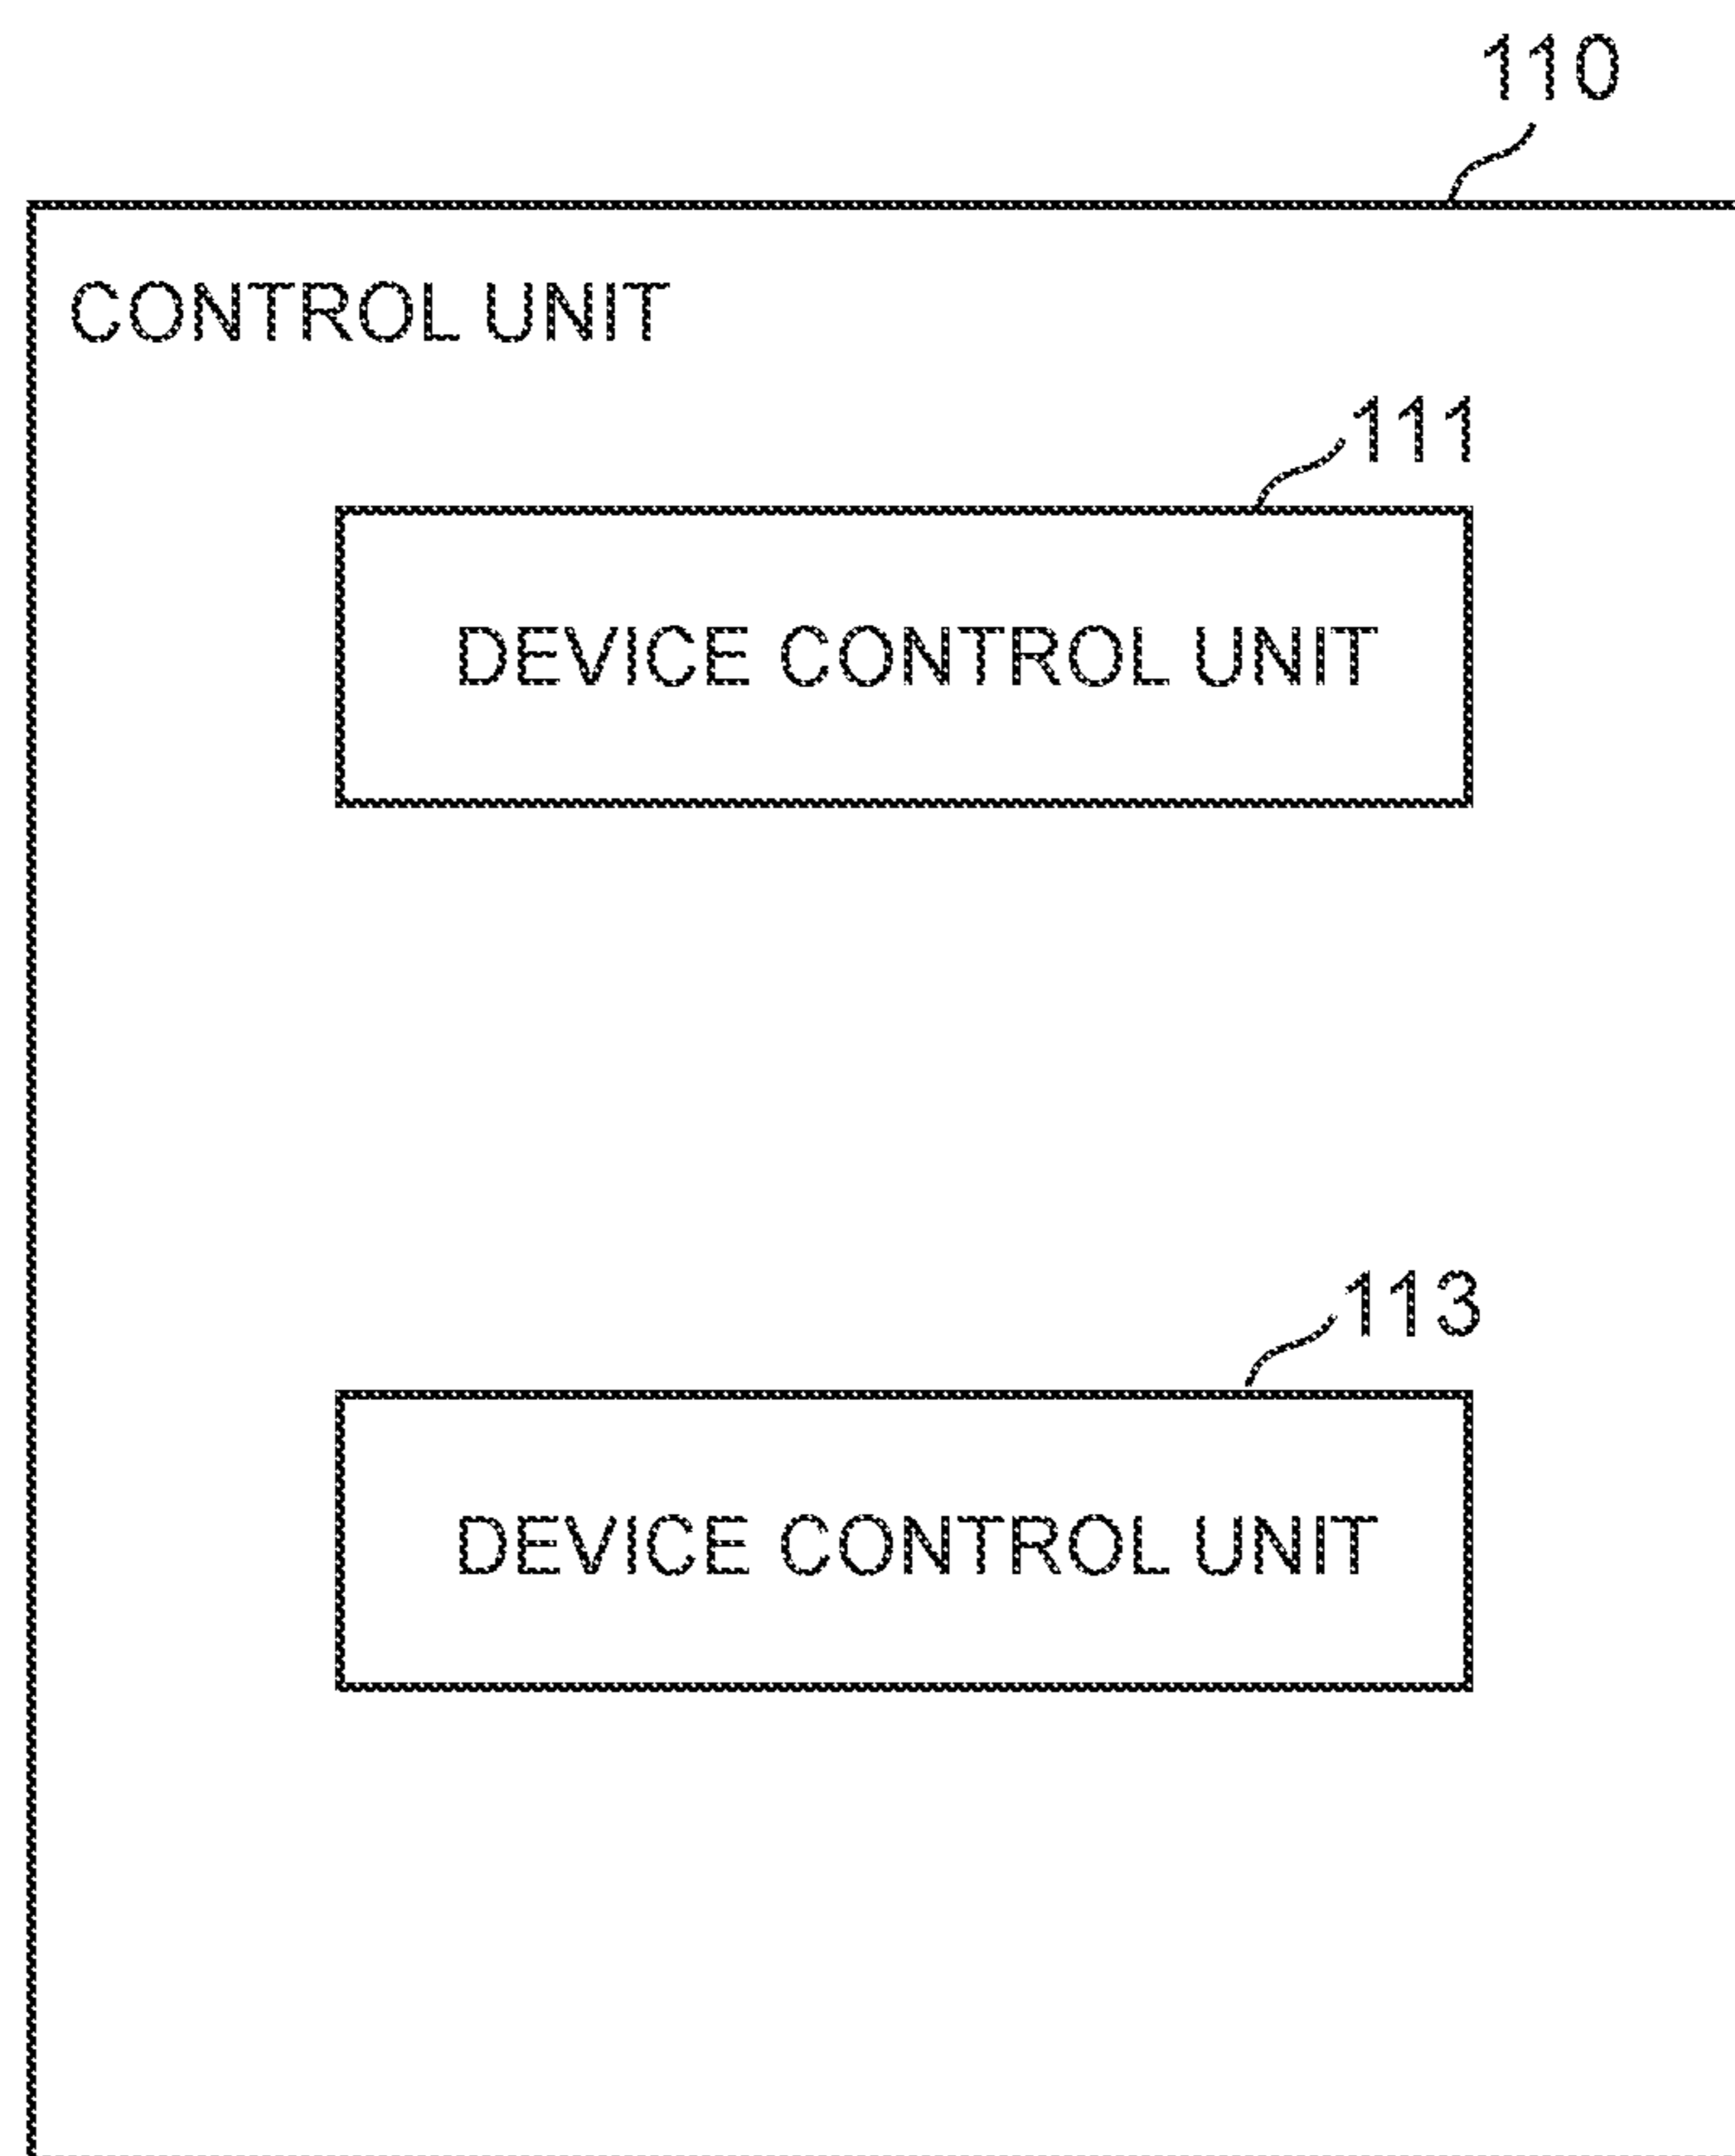 110
CONTROL UNIT
111
DEVICE CONTROL UNIT
113
DEVICE CONTROL UNIT